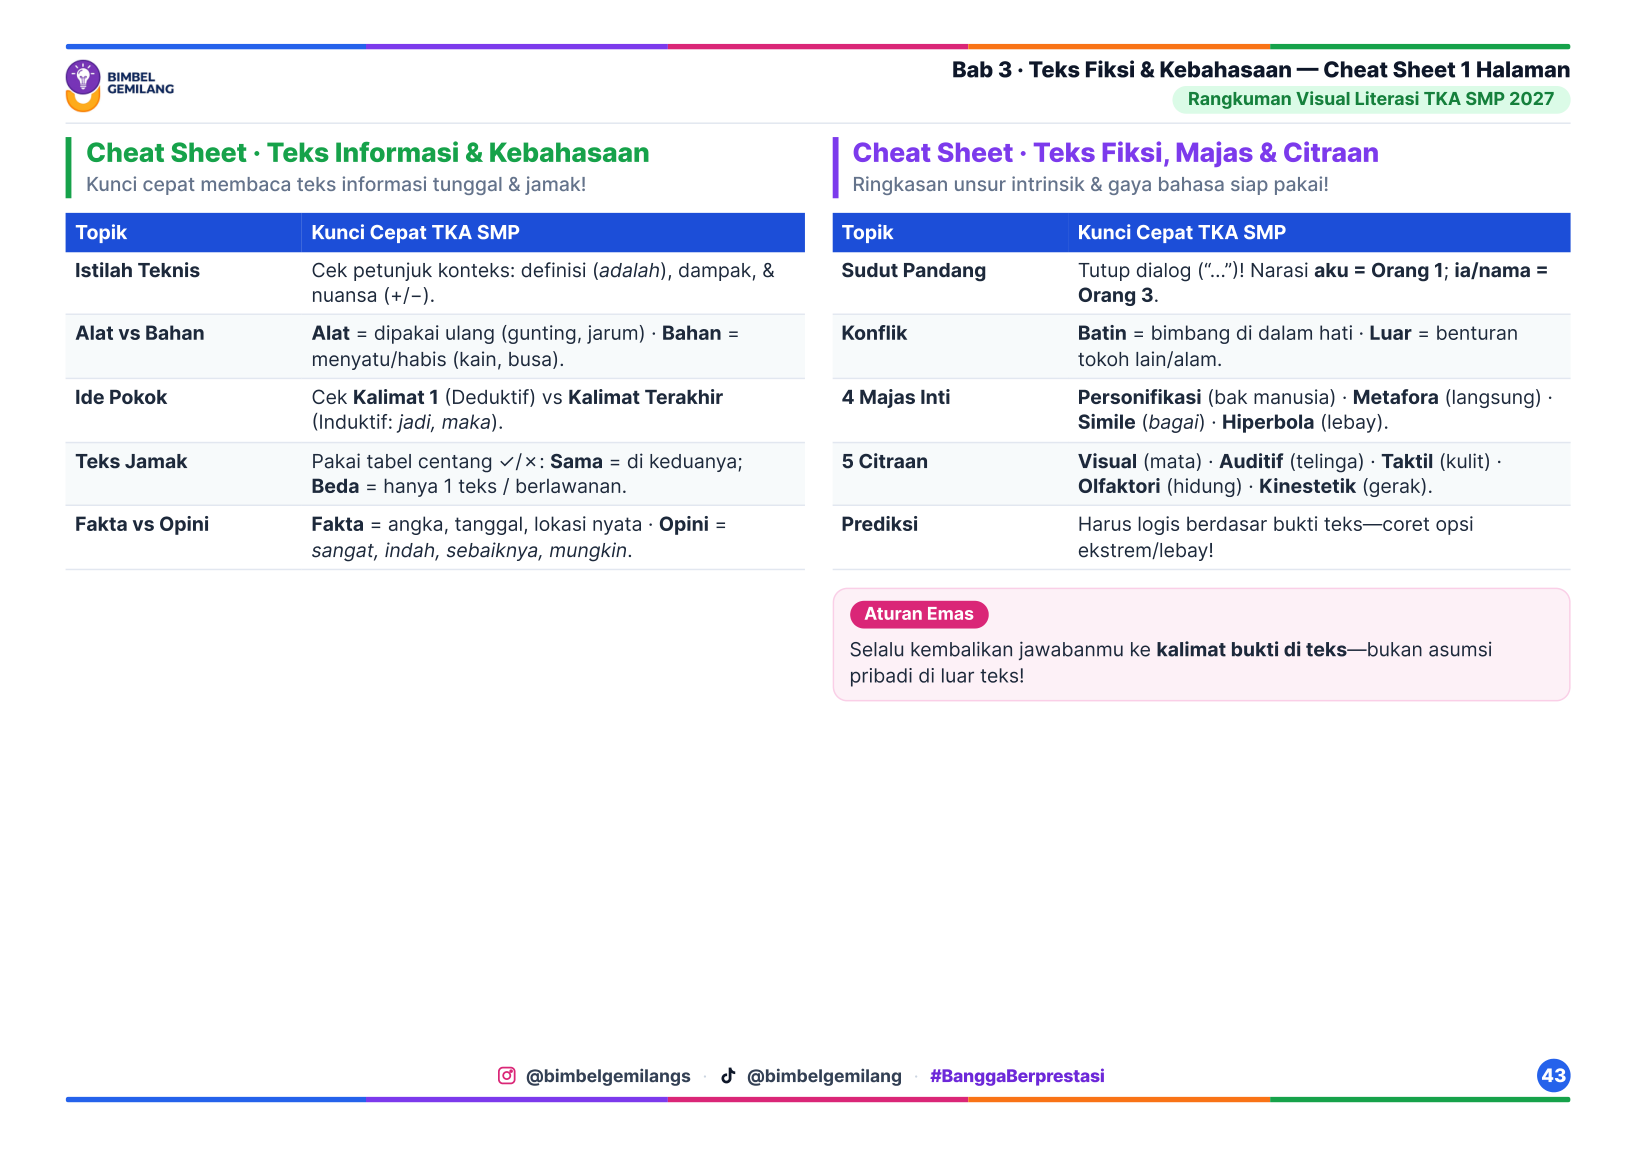 BIMBEL
GEMILANG
Bab 3 · Teks Fiksi & Kebahasaan — Cheat Sheet 1 Halaman
Rangkuman Visual Literasi TKA SMP 2027
Cheat Sheet · Teks Informasi & Kebahasaan
Kunci cepat membaca teks informasi tunggal & jamak!
Topik Kunci Cepat TKA SMP
Istilah Teknis Cek petunjuk konteks: definisi (adalah), dampak, &
nuansa (+/−).
Alat vs Bahan Alat = dipakai ulang (gunting, jarum) · Bahan =
menyatu/habis (kain, busa).
Ide Pokok Cek Kalimat 1 (Deduktif) vs Kalimat Terakhir
(Induktif: jadi, maka).
Teks Jamak Pakai tabel centang ✓/×: Sama = di keduanya;
Beda = hanya 1 teks / berlawanan.
Fakta vs Opini Fakta = angka, tanggal, lokasi nyata · Opini =
sangat, indah, sebaiknya, mungkin.
Cheat Sheet · Teks Fiksi, Majas & Citraan
Ringkasan unsur intrinsik & gaya bahasa siap pakai!
Topik Kunci Cepat TKA SMP
Sudut Pandang Tutup dialog (“...”)! Narasi aku = Orang 1; ia/nama =
Orang 3.
Konflik Batin = bimbang di dalam hati · Luar = benturan
tokoh lain/alam.
4 Majas Inti Personifikasi (bak manusia) · Metafora (langsung) ·
Simile (bagai) · Hiperbola (lebay).
5 Citraan Visual (mata) · Auditif (telinga) · Taktil (kulit) ·
Olfaktori (hidung) · Kinestetik (gerak).
Prediksi Harus logis berdasar bukti teks—coret opsi
ekstrem/lebay!
Aturan Emas
Selalu kembalikan jawabanmu ke kalimat bukti di teks—bukan asumsi
pribadi di luar teks!
@bimbelgemilangs · @bimbelgemilang · #BanggaBerprestasi
43